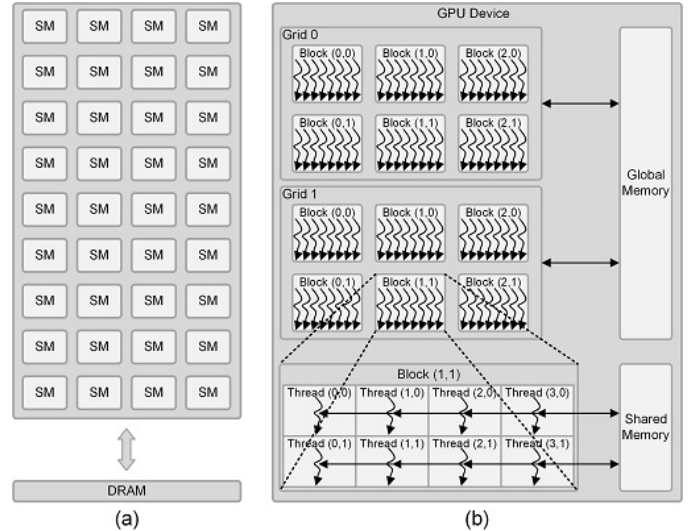 SM SM SM SM
SM SM SM SM
SM SM SM SM
SM SM SM SM
SM SM SM SM
SM SM SM SM
SM SM SM SM
SM SM SM SM
SM SM SM SM
DRAM
(a)
GPU Device
Grid 0
Block (0,0) Block (1,0) Block (2,0)
Block (0,1) Block (1,1) Block (2,1)
Grid 1
Block (0,0) Block (1,0) Block (2,0)
Block (0,1) Block (1,1) Block (2,1)
Global
Memory
Block (1,1)
Thread (0,0) Thread (1,0) Thread (2,0) Thread (3,0)
Thread (0,1) Thread (1,1) Thread (2,1) Thread (3,1)
Shared
Memory
(b)